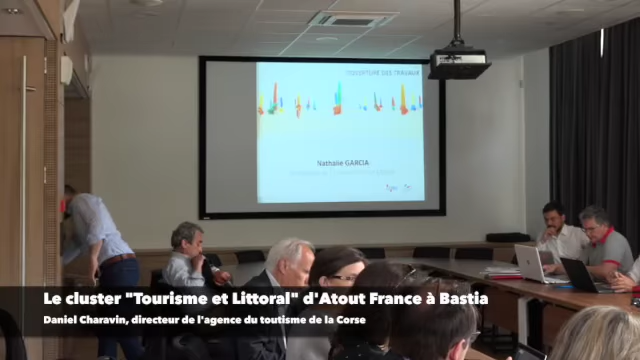 OUVERTURE DES TRAVAUX
Nathalie GARCIA
Le cluster "Tourisme et Littoral" d'Atout France à Bastia
Daniel Charavin, directeur de l'agence du toutisme de la Corse